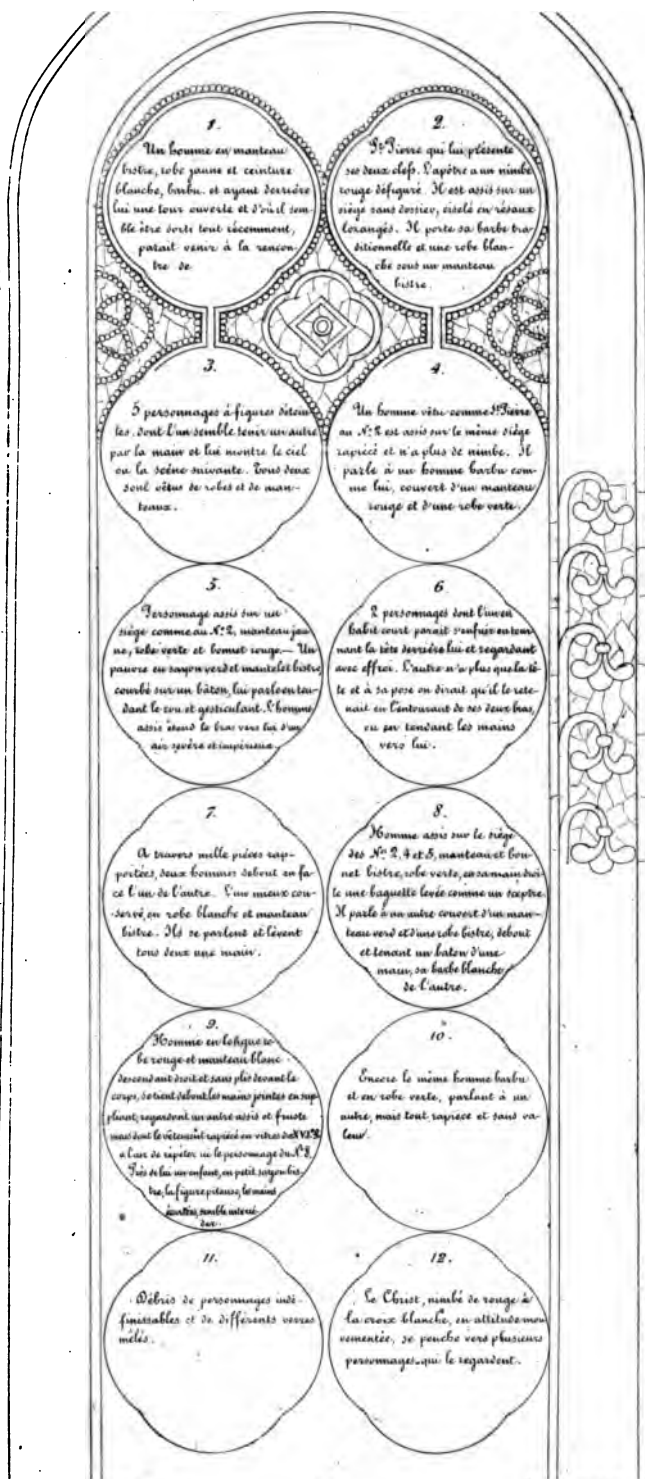 1.
Un homme en manteau
bistre, robe jaune et ceinture
blanche, barbu et ayant derrière
lui une tour ouverte et d'où il sem-
ble être sorti tout récemment,
parait venir à la rencon-
tre de
2.
St Pierre qui lui présente
ses deux clefs. L'apôtre a un nimbe
rouge défiguré. Il est assis sur un
siège sans dossier, ciselé en réseaux
lozangés. Il porte sa barbe tra-
ditionnelle et une robe blan-
che sous un manteau
bistre.
3.
5 personnages à figures détein-
tes, dont l'un semble tenir un autre
par la main et lui montre le ciel
ou la scène suivante. Tous deux
sont vêtus de robes et de man-
teaux.
4.
Un homme vêtu comme St Pierre
au No 2 est assis sur le même siège
rapiécé et n'a plus de nimbe. Il
parle à un homme barbu com-
me lui, couvert d'un manteau
rouge et d'une robe verte.
5.
Personnage assis sur un
siège comme au No 2, manteau jau-
ne, robe verte et bonnet rouge. — Un
pauvre en sayon verd et mantelet bistre,
courbé sur un bâton, lui parle en ten-
dant le cou et gesticulant. L'homme
assis étend le bras vers lui d'un
air sévère et impérieux.
6.
2 personnages dont l'un en
habit court parait s'enfuir en tour-
nant la tête derrière lui et regardant
avec effroi. L'autre n'a plus que la tê-
te et à sa pose on dirait qu'il le rete-
nait en l'entourant de ses deux bras,
ou en tendant les mains
vers lui.
7.
A travers mille pièces rap-
portées, deux hommes debout en fa-
ce l'un de l'autre. L'un mieux con-
servé, en robe blanche et manteau
bistre. Ils se parlent et lèvent
tous deux une main.
8.
Homme assis sur le siège
des Nos 2, 4 et 5, manteau et bon-
net bistre, robe verte, en sa main droi-
te une baguette levée comme un sceptre.
Il parle à un autre couvert d'un man-
teau verd et d'une robe bistre, debout
et tenant un baton d'une
main, sa barbe blanche
de l'autre.
9.
Homme en longue ro-
be rouge et manteau blanc
descendant droit et sans plis devant le
corps, se tient debout les mains jointes en sup-
pliant, regardant un autre assis et fruste
mais dont le vêtement rapiécé en vitres du XVIe S.
a l'air de répéter ici le personnage du No 8.
Près de lui un enfant, en petit sayon bis-
tre, la figure piteuse, les mains
écartées, semble intercé-
der.
10.
Encore le même homme barbu
et en robe verte, parlant à un
autre, mais tout rapiécé et sans va-
leur.
11.
Débris de personnages indé-
finissables et de différents verres
mêlés.
12.
Le Christ, nimbé de rouge à
la croix blanche, en attitude mou
vementée, se penche vers plusieurs
personnages qui le regardent.